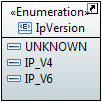 «Enumeration»
IpVersion
UNKNOWN
IP_V4
IP_V6